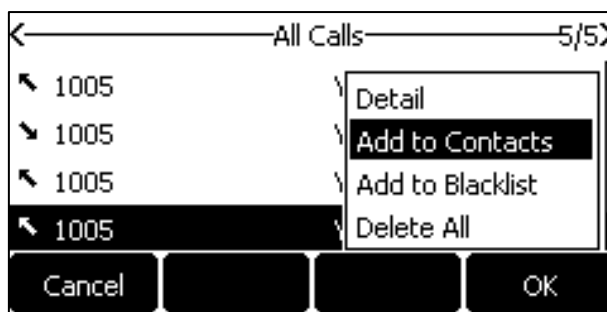 All Calls 5/5
1005
1005
1005
1005
Detail
Add to Contacts
Add to Blacklist
Delete All
Cancel OK